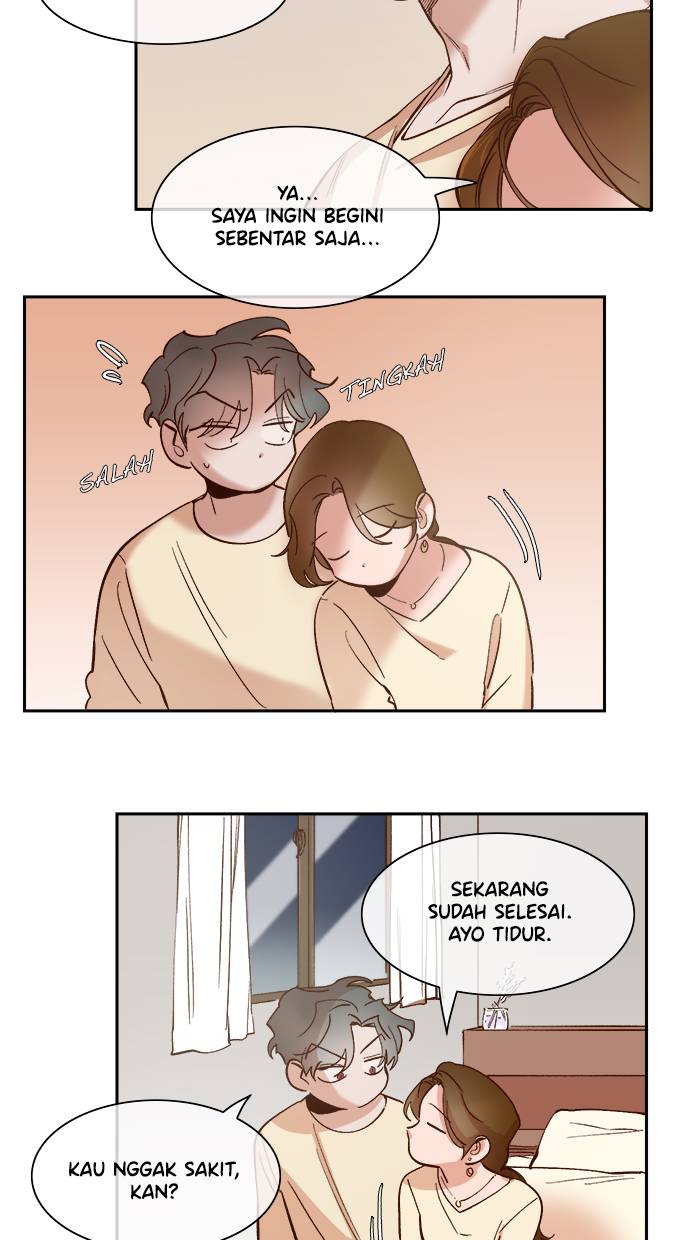 YA...
SAYA INGIN BEGINI
SEBENTAR SAJA...
SALAH
TINGKAH
SEKARANG
SUDAH SELESAI.
AYO TIDUR.
KAU NGGAK SAKIT,
KAN?